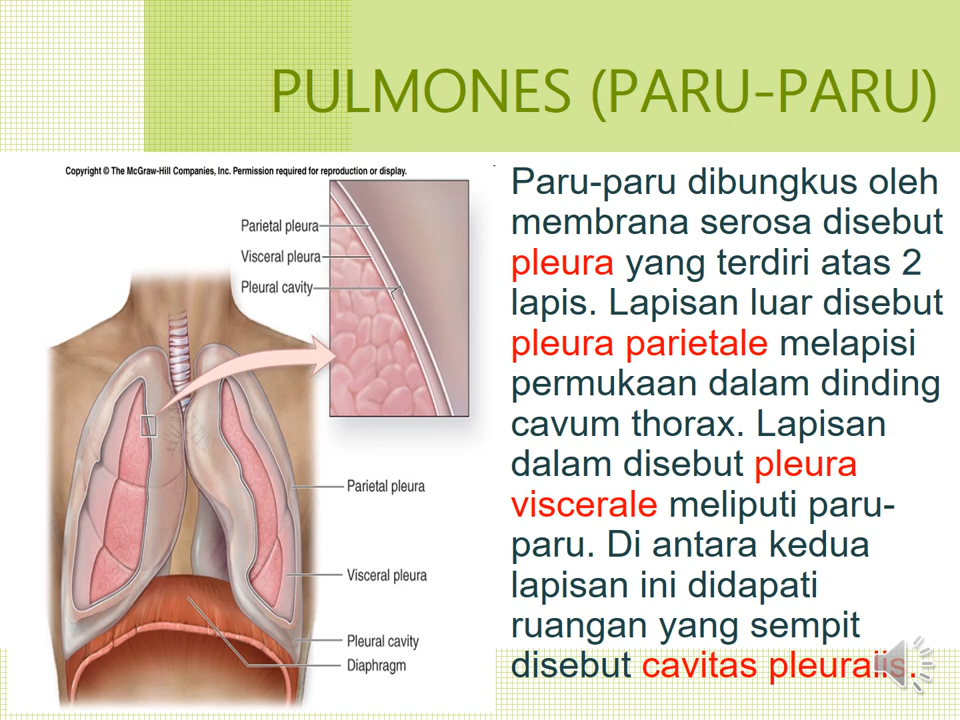 PULMONES (PARU-PARU)
Copyright © The McGraw-Hill Companies, Inc. Permission required for reproduction or display.
Parietal pleura
Visceral pleura
Pleural cavity
Parietal pleura
Visceral pleura
Pleural cavity
Diaphragm
Paru-paru dibungkus oleh
membrana serosa disebut
pleura yang terdiri atas 2
lapis. Lapisan luar disebut
pleura parietale melapisi
permukaan dalam dinding
cavum thorax. Lapisan
dalam disebut pleura
viscerale meliputi paru-
paru. Di antara kedua
lapisan ini didapati
ruangan yang sempit
disebut cavitas pleuralis.